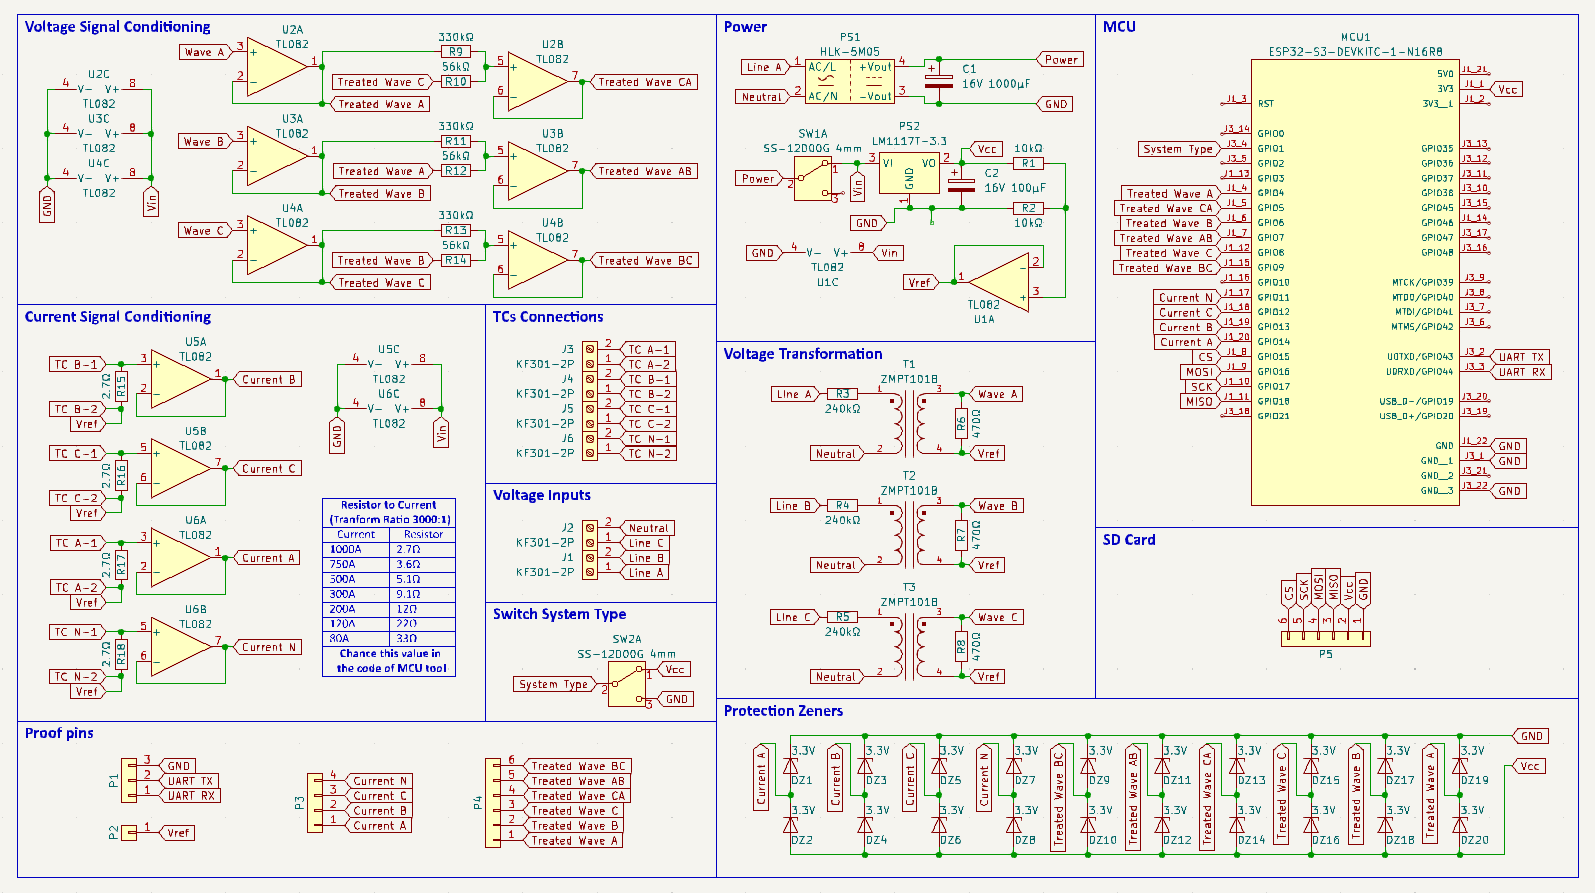 Voltage Signal Conditioning
U2C
4 V- V+ 8
TL082
U3C
4 V- V+ 8
TL082
U4C
4 V- V+ 8
TL082
GND
Vin
U2A
TL082
Wave A
3
2
1
330kΩ
R9
56kΩ
Treated Wave C
R10
Treated Wave A
U2B
TL082
5
6
7
Treated Wave CA
U3A
TL082
Wave B
3
2
1
330kΩ
R11
56kΩ
Treated Wave A
R12
Treated Wave B
U3B
TL082
5
6
7
Treated Wave AB
U4A
TL082
Wave C
3
2
1
330kΩ
R13
56kΩ
Treated Wave B
R14
Treated Wave C
U4B
TL082
5
6
7
Treated Wave BC
Power
PS1
HLK-5M05
Line A
1 AC/L
+Vout 4
Neutral
2 AC/N
-Vout 3
C1
16V 1000µF
Power
GND
SW1A
SS-12D00G 4mm
Power
2
1
3
Vin
PS2
LM1117T-3.3
3 VI
VO 2
GND
1
Vcc
C2
16V 100µF
10kΩ
R1
R2
10kΩ
GND
GND
4 V- V+ 8
Vin
TL082
U1C
Vref
1
2
3
TL082
U1A
MCU
MCU1
ESP32-S3-DEVKITC-1-N16R8
J1_3 RST
J3_14 GPIO0
System Type J3_4 GPIO1
J3_5 GPIO2
J1_13 GPIO3
Treated Wave A J1_4 GPIO4
Treated Wave CA J1_5 GPIO5
Treated Wave B J1_6 GPIO6
Treated Wave AB J1_7 GPIO7
Treated Wave C J1_12 GPIO8
Treated Wave BC J1_15 GPIO9
J1_16 GPIO10
Current N J1_17 GPIO11
Current C J1_18 GPIO12
Current B J1_19 GPIO13
Current A J1_20 GPIO14
CS J1_8 GPIO15
MOSI J1_9 GPIO16
SCK J1_10 GPIO17
MISO J1_11 GPIO18
J3_18 GPIO21
5V0 J1_21
3V3 J1_1 Vcc
3V3_1 J1_2
GPIO35 J3_13
GPIO36 J3_12
GPIO37 J3_11
GPIO38 J3_10
GPIO45 J3_15
GPIO46 J1_14
GPIO47 J3_17
GPIO48 J3_16
MTCK/GPIO39 J3_9
MTDO/GPIO40 J3_8
MTDI/GPIO41 J3_7
MTMS/GPIO42 J3_6
U0TXD/GPIO43 J3_2 UART TX
U0RXD/GPIO44 J3_3 UART RX
USB_D-/GPIO19 J3_20
USB_D+/GPIO20 J3_19
GND J1_22 GND
GND__1 J3_1 GND
GND__2 J3_21
GND__3 J3_22 GND
Current Signal Conditioning
U5A
TL082
TC B-1
2.7Ω
R15
TC B-2
Vref
3
2
1
Current B
U5B
TC C-1
2.7Ω
R16
TC C-2
Vref
5
6
7
Current C
U6A
TL082
TC A-1
2.7Ω
R17
TC A-2
Vref
3
2
1
Current A
U6B
TL082
TC N-1
2.7Ω
R18
TC N-2
Vref
5
6
7
Current N
U5C
4 V- V+ 8
TL082
U6C
4 V- V+ 8
TL082
GND
Vin
Resistor to Current
(Tranform Ratio 3000:1)
Current Resistor
1000A 2.7Ω
750A 3.6Ω
500A 5.1Ω
300A 9.1Ω
200A 12Ω
120A 22Ω
80A 33Ω
Chance this value in
the code of MCU tool
TCs Connections
J3 2 TC A-1
KF301-2P 1 TC A-2
J4 2 TC B-1
KF301-2P 1 TC B-2
J5 2 TC C-1
KF301-2P 1 TC C-2
J6 2 TC N-1
KF301-2P 1 TC N-2
Voltage Inputs
J2 2 Neutral
KF301-2P 1 Line C
J1 2 Line B
KF301-2P 1 Line A
Switch System Type
SW2A
SS-12D00G 4mm
System Type
2
1
3
Vcc
GND
Voltage Transformation
T1
ZMPT101B
Line A
R3
240kΩ
1
2
3
4
Neutral
Wave A
R6
470Ω
Vref
T2
ZMPT101B
Line B
R4
240kΩ
1
2
3
4
Neutral
Wave B
R7
470Ω
Vref
T3
ZMPT101B
Line C
R5
240kΩ
1
2
3
4
Neutral
Wave C
R8
470Ω
Vref
SD Card
CS
SCK
MOSI
MISO
Vcc
GND
6 5 4 3 2 1
P5
Proof pins
P1
3 GND
2 UART TX
1 UART RX
P2
1 Vref
P3
4 Current N
3 Current C
2 Current B
1 Current A
P4
6 Treated Wave BC
5 Treated Wave AB
4 Treated Wave CA
3 Treated Wave C
2 Treated Wave B
1 Treated Wave A
Protection Zeners
GND
Vcc
Current A
3.3V
DZ1
3.3V
DZ2
Current B
3.3V
DZ3
3.3V
DZ4
Current C
3.3V
DZ5
3.3V
DZ6
Current N
3.3V
DZ7
3.3V
DZ8
Treated Wave BC
3.3V
DZ9
3.3V
DZ10
Treated Wave AB
3.3V
DZ11
3.3V
DZ12
Treated Wave CA
3.3V
DZ13
3.3V
DZ14
Treated Wave C
3.3V
DZ15
3.3V
DZ16
Treated Wave B
3.3V
DZ17
3.3V
DZ18
Treated Wave A
3.3V
DZ19
3.3V
DZ20